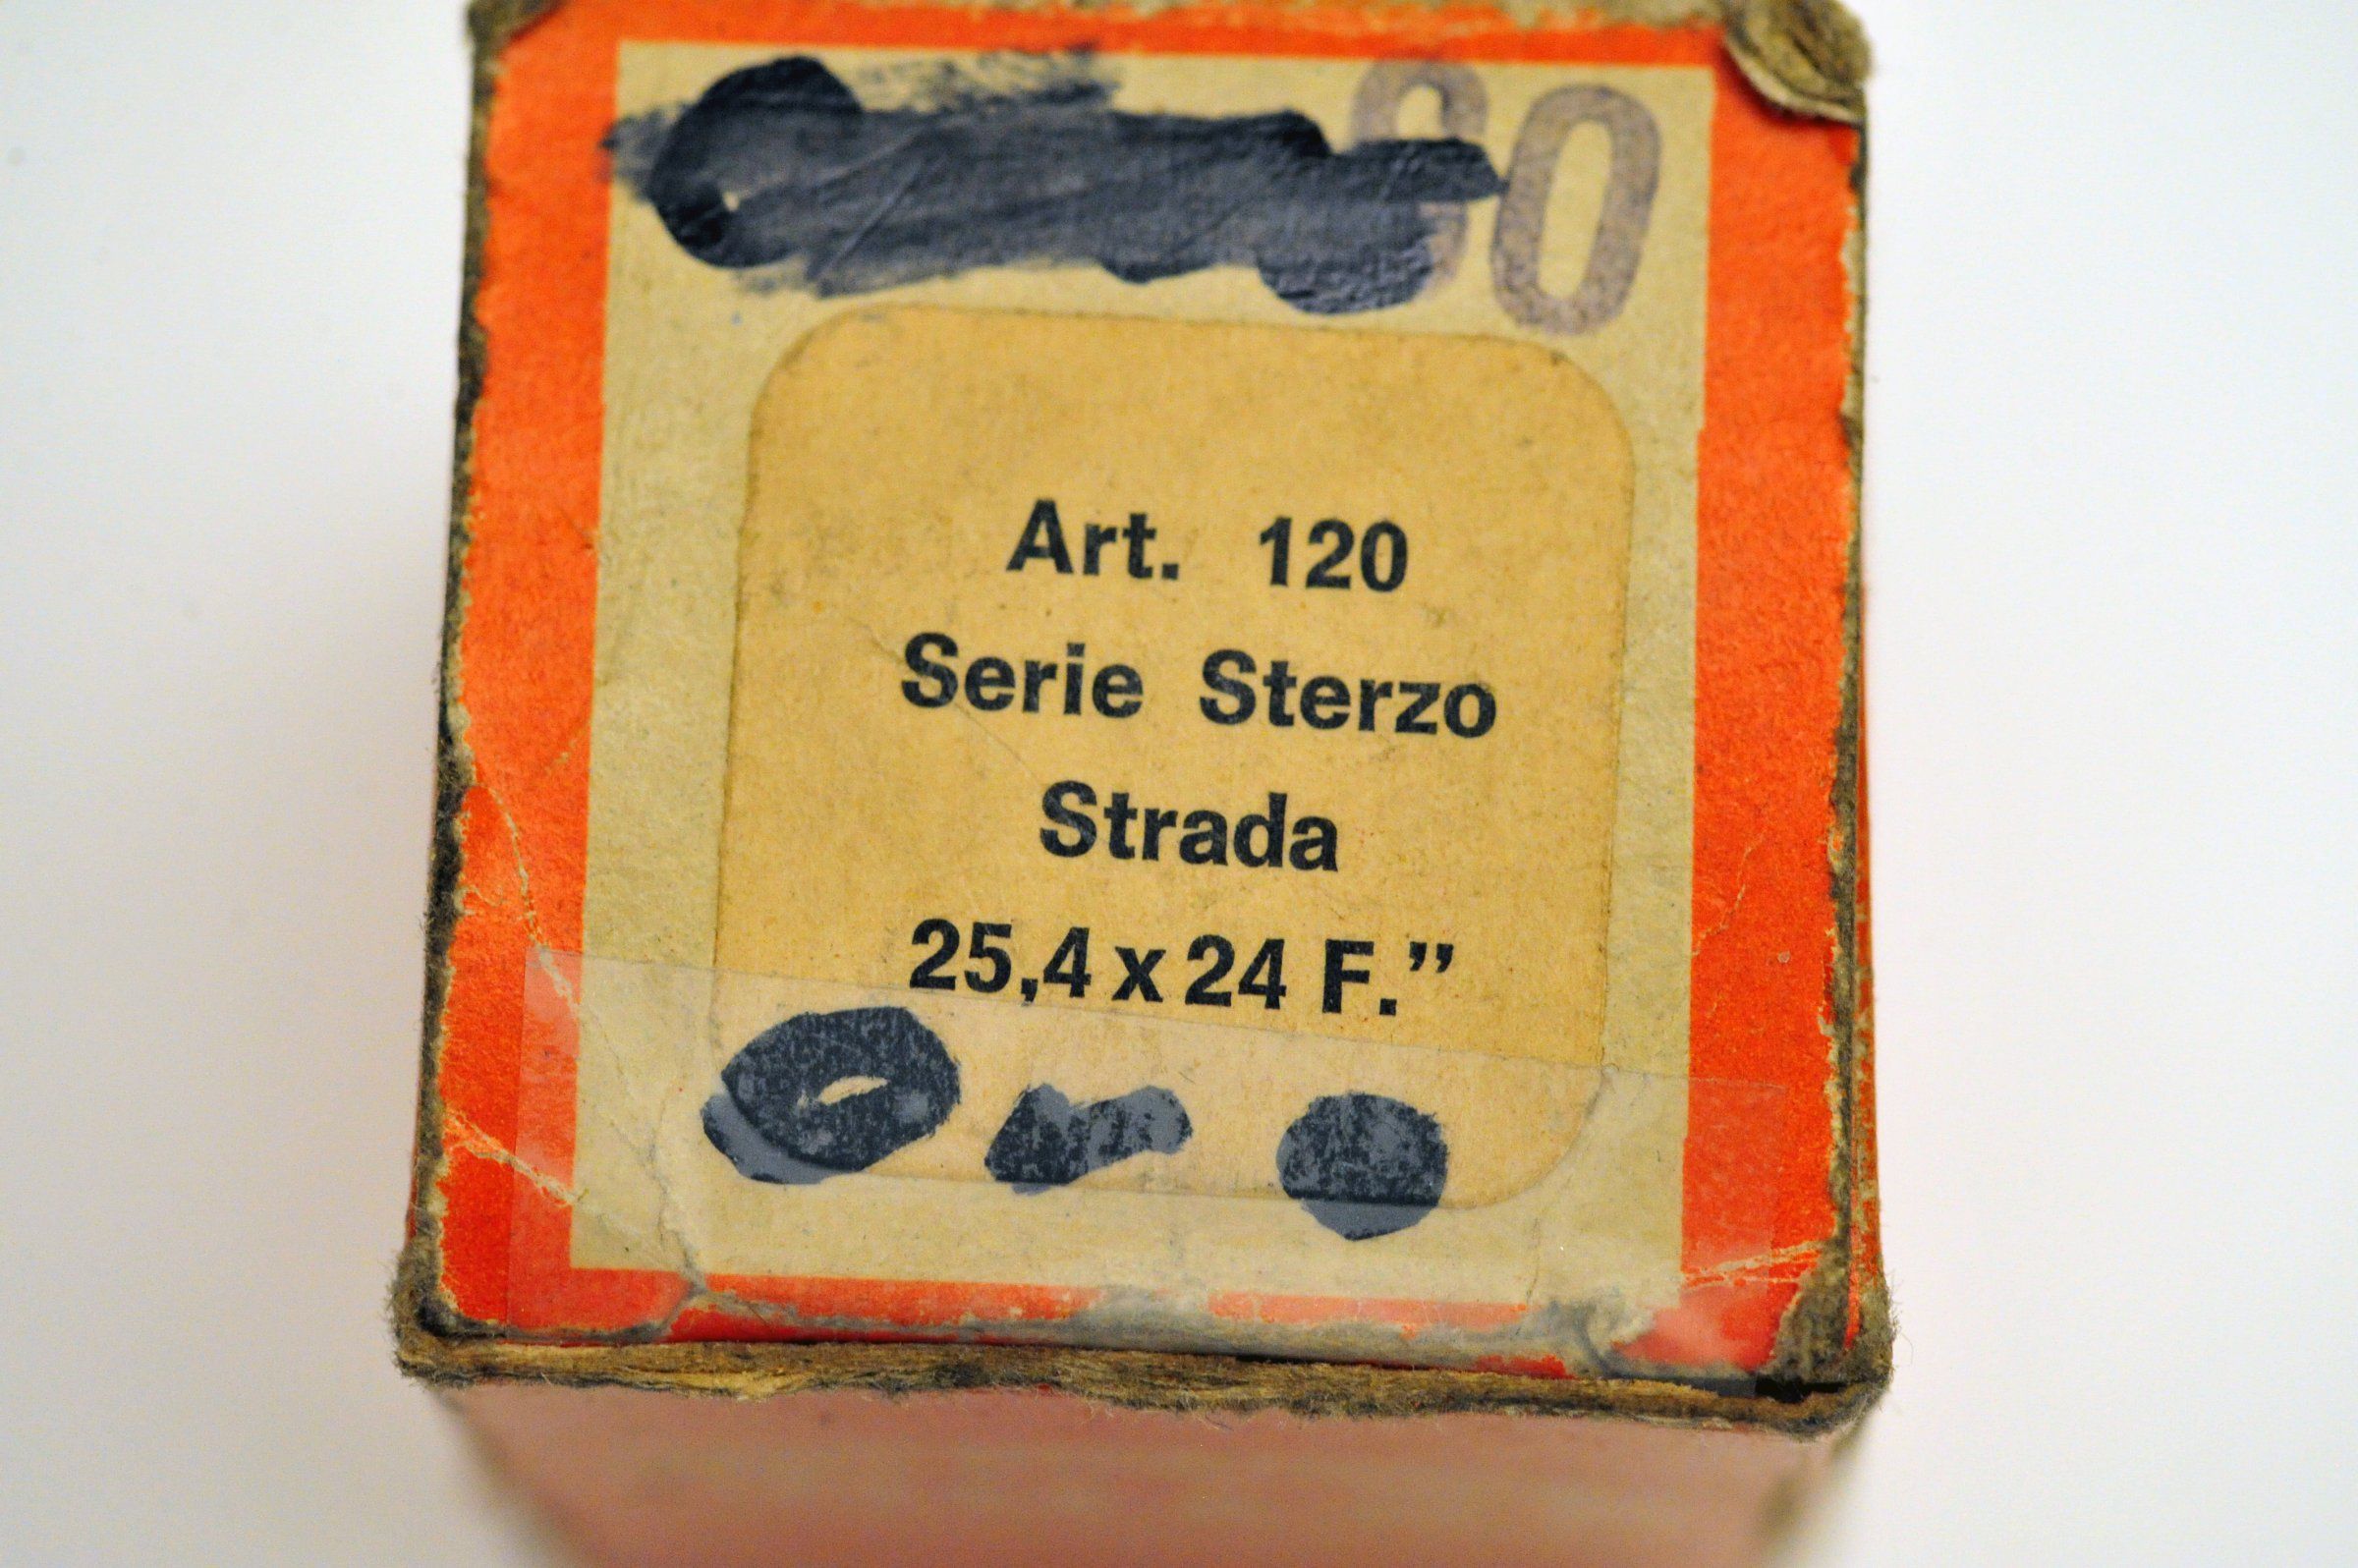 Art. 120
Serie Sterzo
Strada
25,4 x 24 F.”